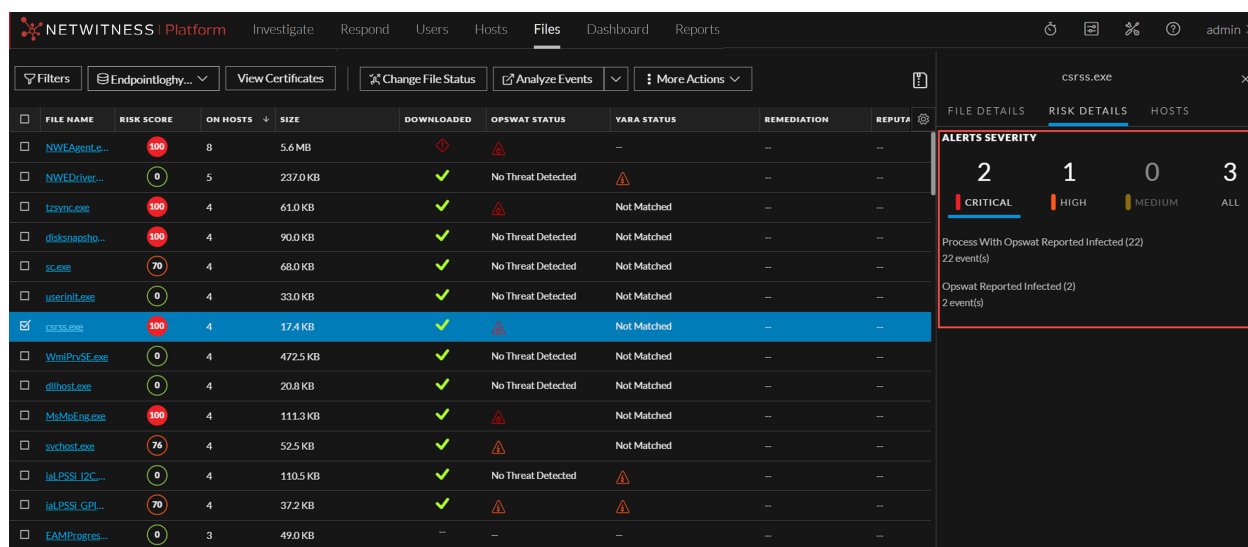 NETWITNESS Platform Investigate Respond Users Hosts Files Dashboard Reports admin
Filters Endpointloghy... View Certificates Change File Status Analyze Events More Actions
csrss.exe
FILE DETAILS RISK DETAILS HOSTS
FILE NAME RISK SCORE ON HOSTS SIZE DOWNLOADED OPSWAT STATUS YARA STATUS REMEDIATION REPUTA
NWEAgent.e... 100 8 5.6 MB -- -- --
NWEDriver... 0 5 237.0 KB No Threat Detected -- --
tzsync.exe 100 4 61.0 KB Not Matched -- --
disksnapsho... 100 4 90.0 KB No Threat Detected Not Matched -- --
sc.exe 70 4 68.0 KB No Threat Detected Not Matched -- --
userinit.exe 0 4 33.0 KB No Threat Detected Not Matched -- --
csrss.exe 100 4 17.4 KB Not Matched -- --
WmiPrvSE.exe 0 4 472.5 KB No Threat Detected Not Matched -- --
dllhost.exe 0 4 20.8 KB No Threat Detected Not Matched -- --
MsMpEng.exe 100 4 111.3 KB Not Matched -- --
svchost.exe 76 4 52.5 KB Not Matched -- --
iaLPSSi_I2C.... 0 4 110.5 KB No Threat Detected -- --
iaLPSSi_GPI... 70 4 37.2 KB -- --
EAMProgres... 0 3 49.0 KB -- -- -- -- --
ALERTS SEVERITY
2 1 0 3
CRITICAL HIGH MEDIUM ALL
Process With Opswat Reported Infected (22)
22 event(s)
Opswat Reported Infected (2)
2 event(s)